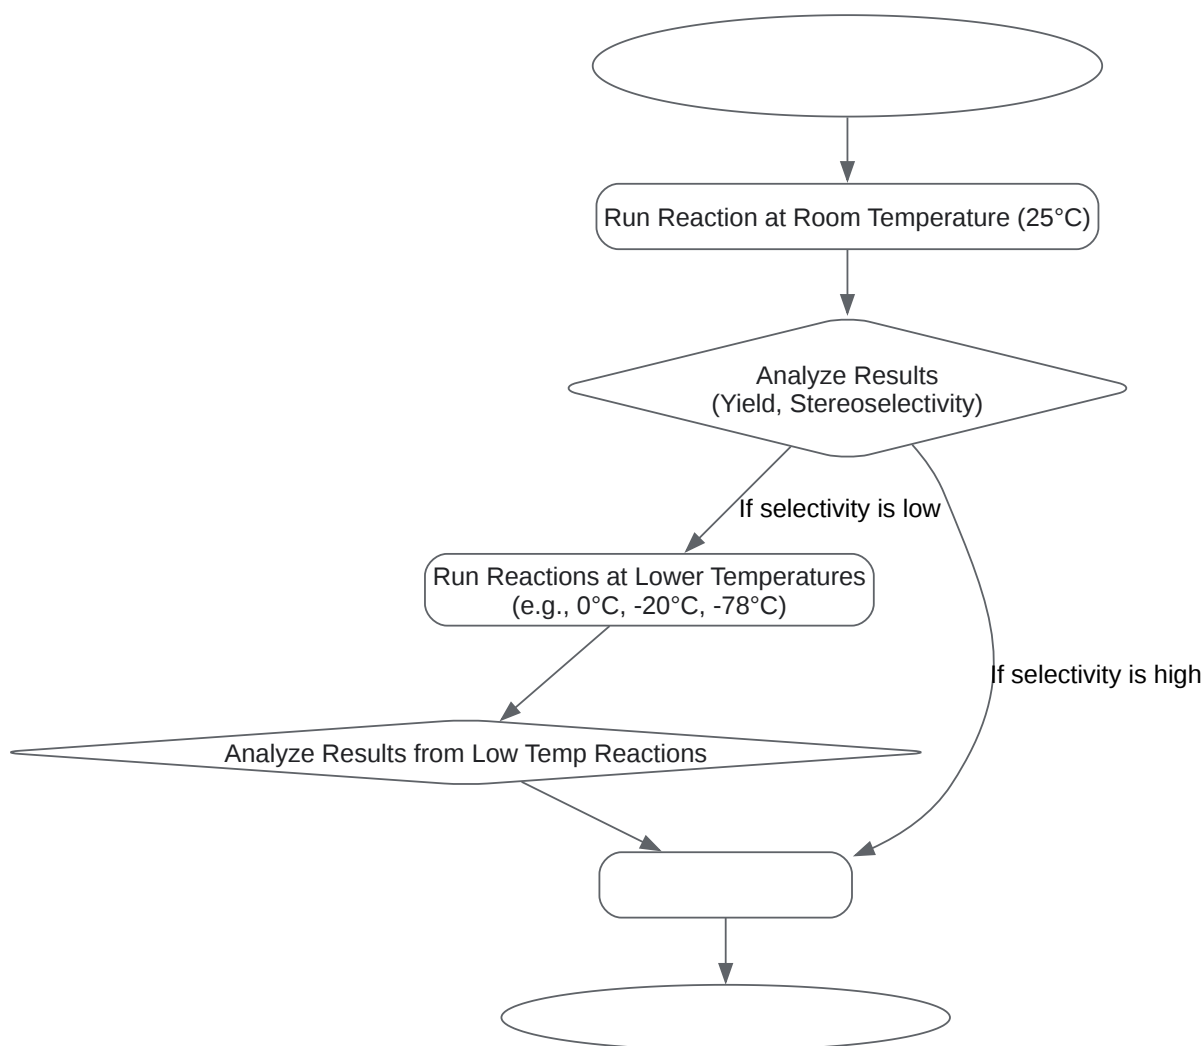 Run Reaction at Room Temperature (25°C)
Analyze Results
(Yield, Stereoselectivity)
If selectivity is low
Run Reactions at Lower Temperatures
(e.g., 0°C, -20°C, -78°C)
If selectivity is high
Analyze Results from Low Temp Reactions